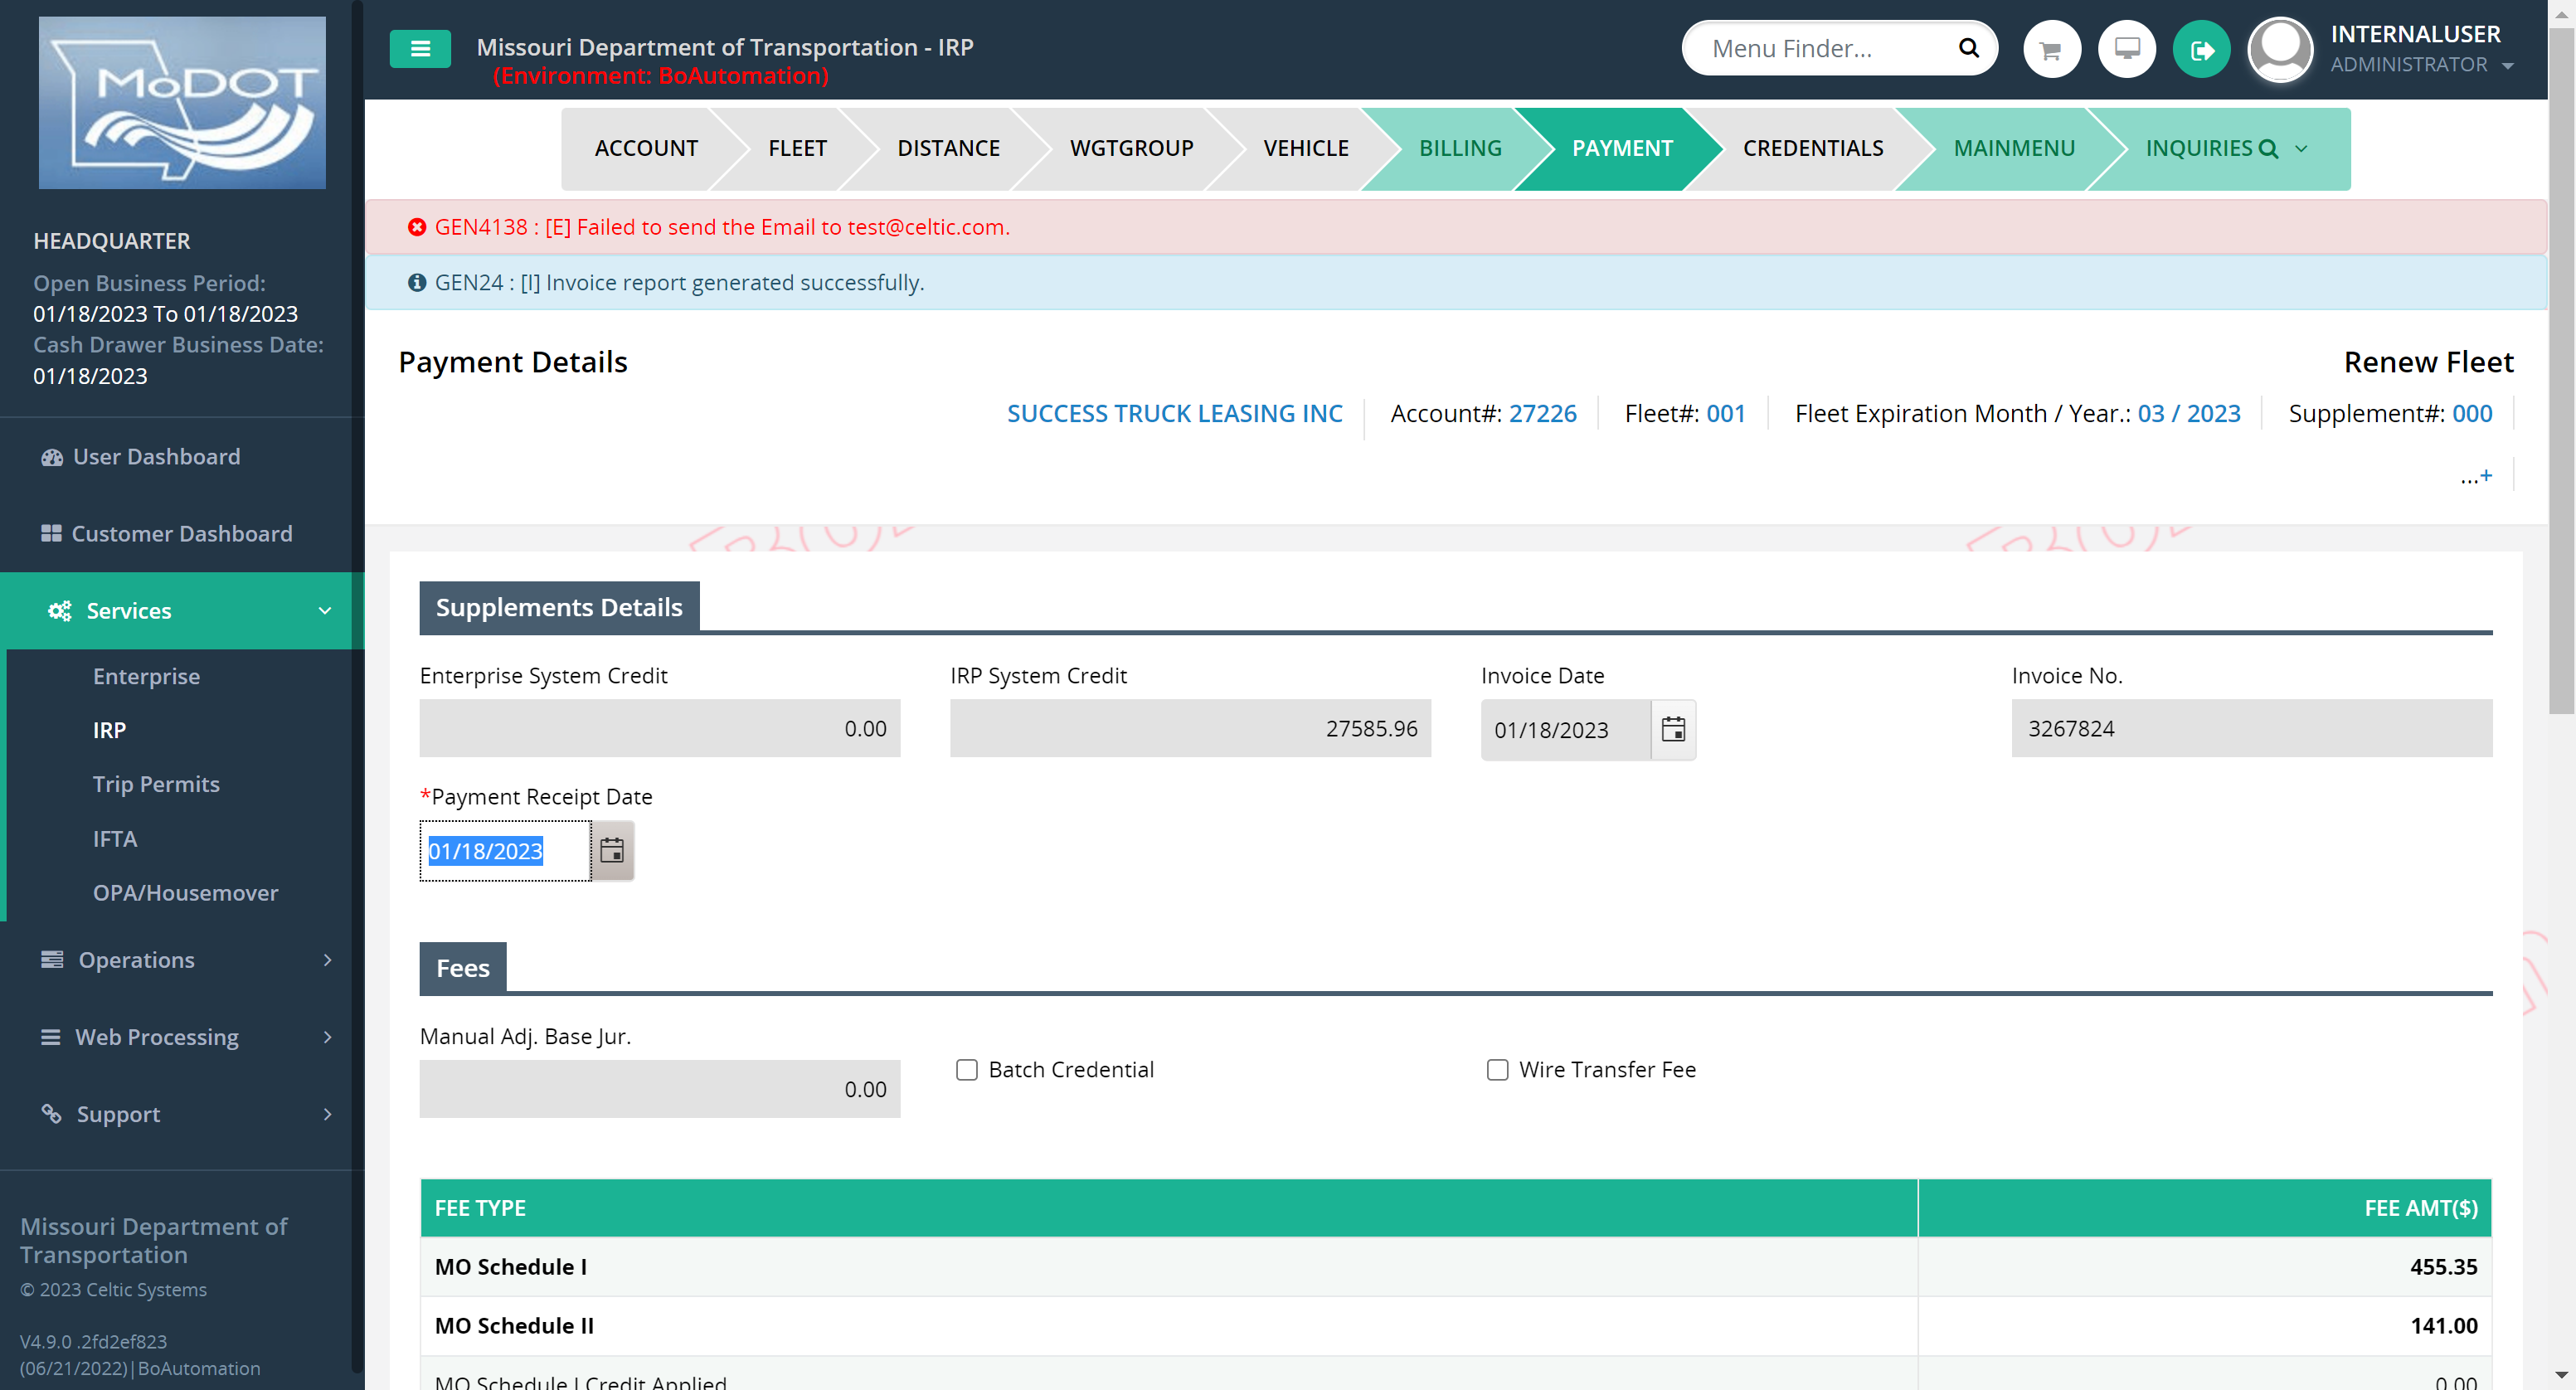 MoDOT
Missouri Department of Transportation - IRP
(Environment: BoAutomation)
Menu Finder...
INTERNALUSER
ADMINISTRATOR
ACCOUNT
FLEET
DISTANCE
WGTGROUP
VEHICLE
BILLING
PAYMENT
CREDENTIALS
MAINMENU
INQUIRIES
GEN4138 : [E] Failed to send the Email to test@celtic.com.
GEN24 : [I] Invoice report generated successfully.
HEADQUARTER
Open Business Period:
01/18/2023 To 01/18/2023
Cash Drawer Business Date:
01/18/2023
User Dashboard
Customer Dashboard
Services
Enterprise
IRP
Trip Permits
IFTA
OPA/Housemover
Operations
Web Processing
Support
Missouri Department of
Transportation
© 2023 Celtic Systems
V4.9.0 .2fd2ef823
(06/21/2022)|BoAutomation
Payment Details
Renew Fleet
SUCCESS TRUCK LEASING INC
Account#: 27226
Fleet#: 001
Fleet Expiration Month / Year.: 03 / 2023
Supplement#: 000
...+
Supplements Details
Enterprise System Credit
0.00
IRP System Credit
27585.96
Invoice Date
01/18/2023
Invoice No.
3267824
*Payment Receipt Date
01/18/2023
Fees
Manual Adj. Base Jur.
0.00
Batch Credential
Wire Transfer Fee
FEE TYPE FEE AMT($)
MO Schedule I 455.35
MO Schedule II 141.00
MO Schedule I Credit Applied 0.00